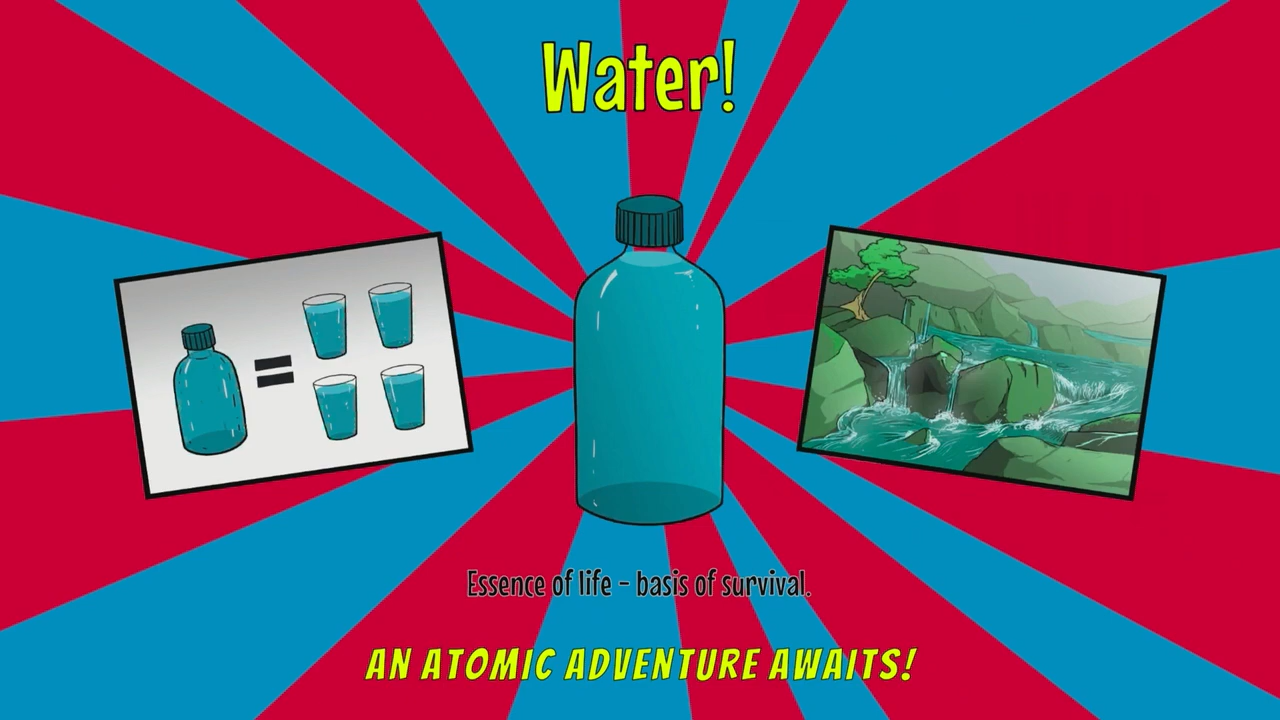 Water!
Essence of life - basis of survival.
AN ATOMIC ADVENTURE AWAITS!